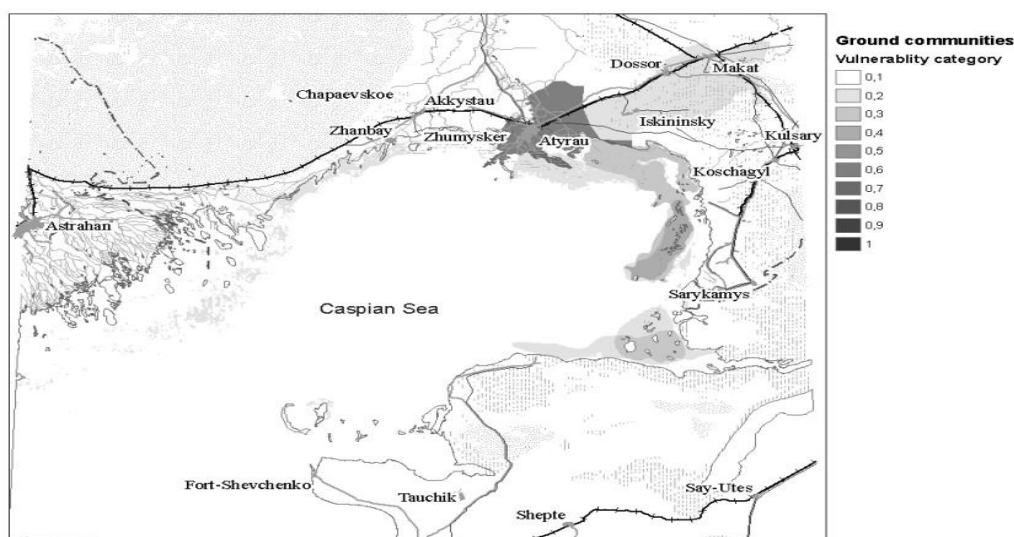 Ground communities
Vulnerablity category
0,1
0,2
0,3
0,4
0,5
0,6
0,7
0,8
0,9
1
Dossor
Makat
Chapaevskoe
Akkystau
Iskininsky
Zhanbay
Zhumysker
Atyrau
Kulsary
Koschagyl
Astrahan
Sarykamys
Caspian Sea
Fort-Shevchenko
Tauchik
Say-Utes
Shepte